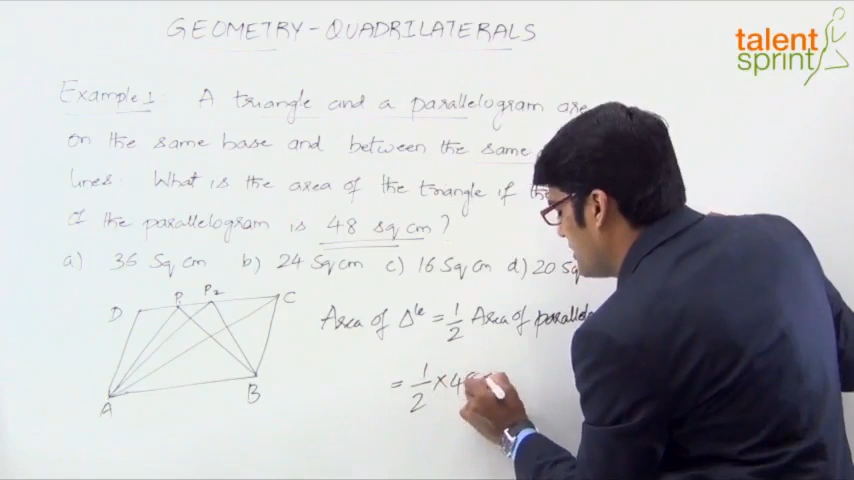 GEOMETRY - QUADRILATERALS
talent
sprint
Example 1: A triangle and a parallelogram are
on the same base and between the same
lines. What is the area of the triangle if the
of the parallelogram is 48 sq cm?
a) 36 Sq cm b) 24 Sq cm c) 16 Sq cm d) 20 Sq
D P₁ P₂ C
A B
Area of Δle = 1/2 Area of
= 1/2 × 48